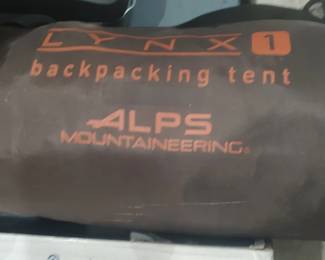 LYNX 1
backpacking tent
ALPS
MOUNTAINEERING®